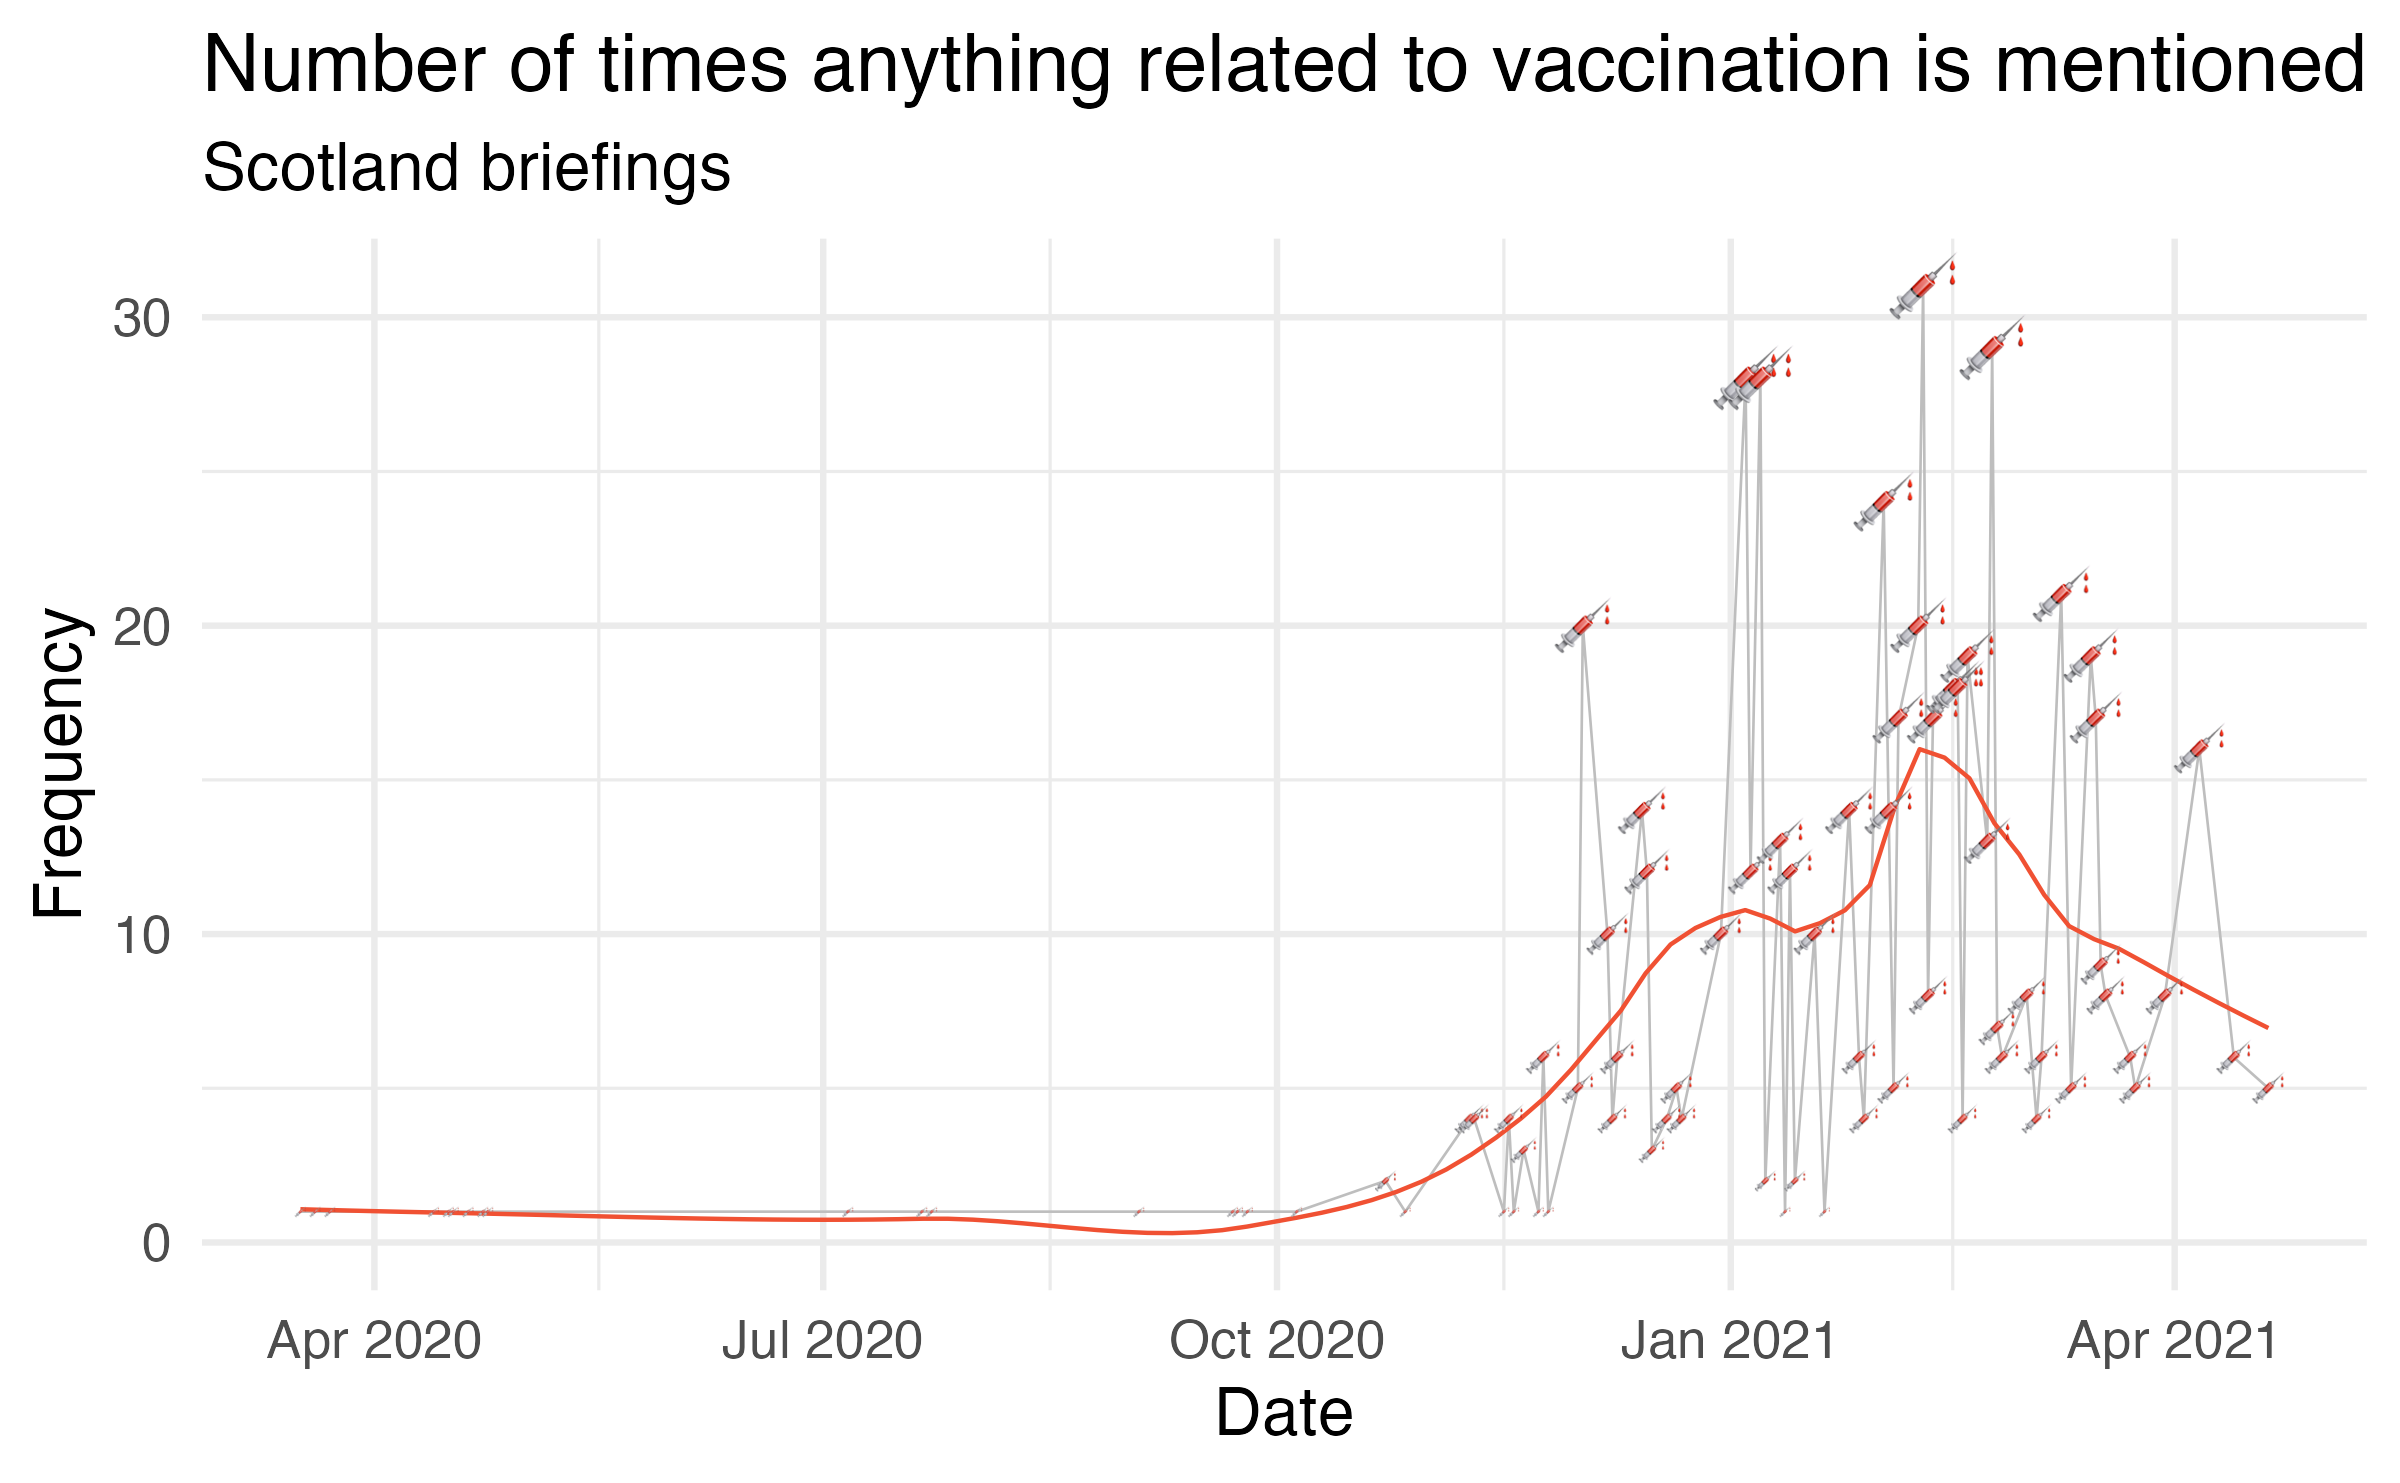 Number of times anything related to vaccination is mentioned
Scotland briefings
Frequency
30
20
10
0
Apr 2020
Jul 2020
Oct 2020
Jan 2021
Apr 2021
Date